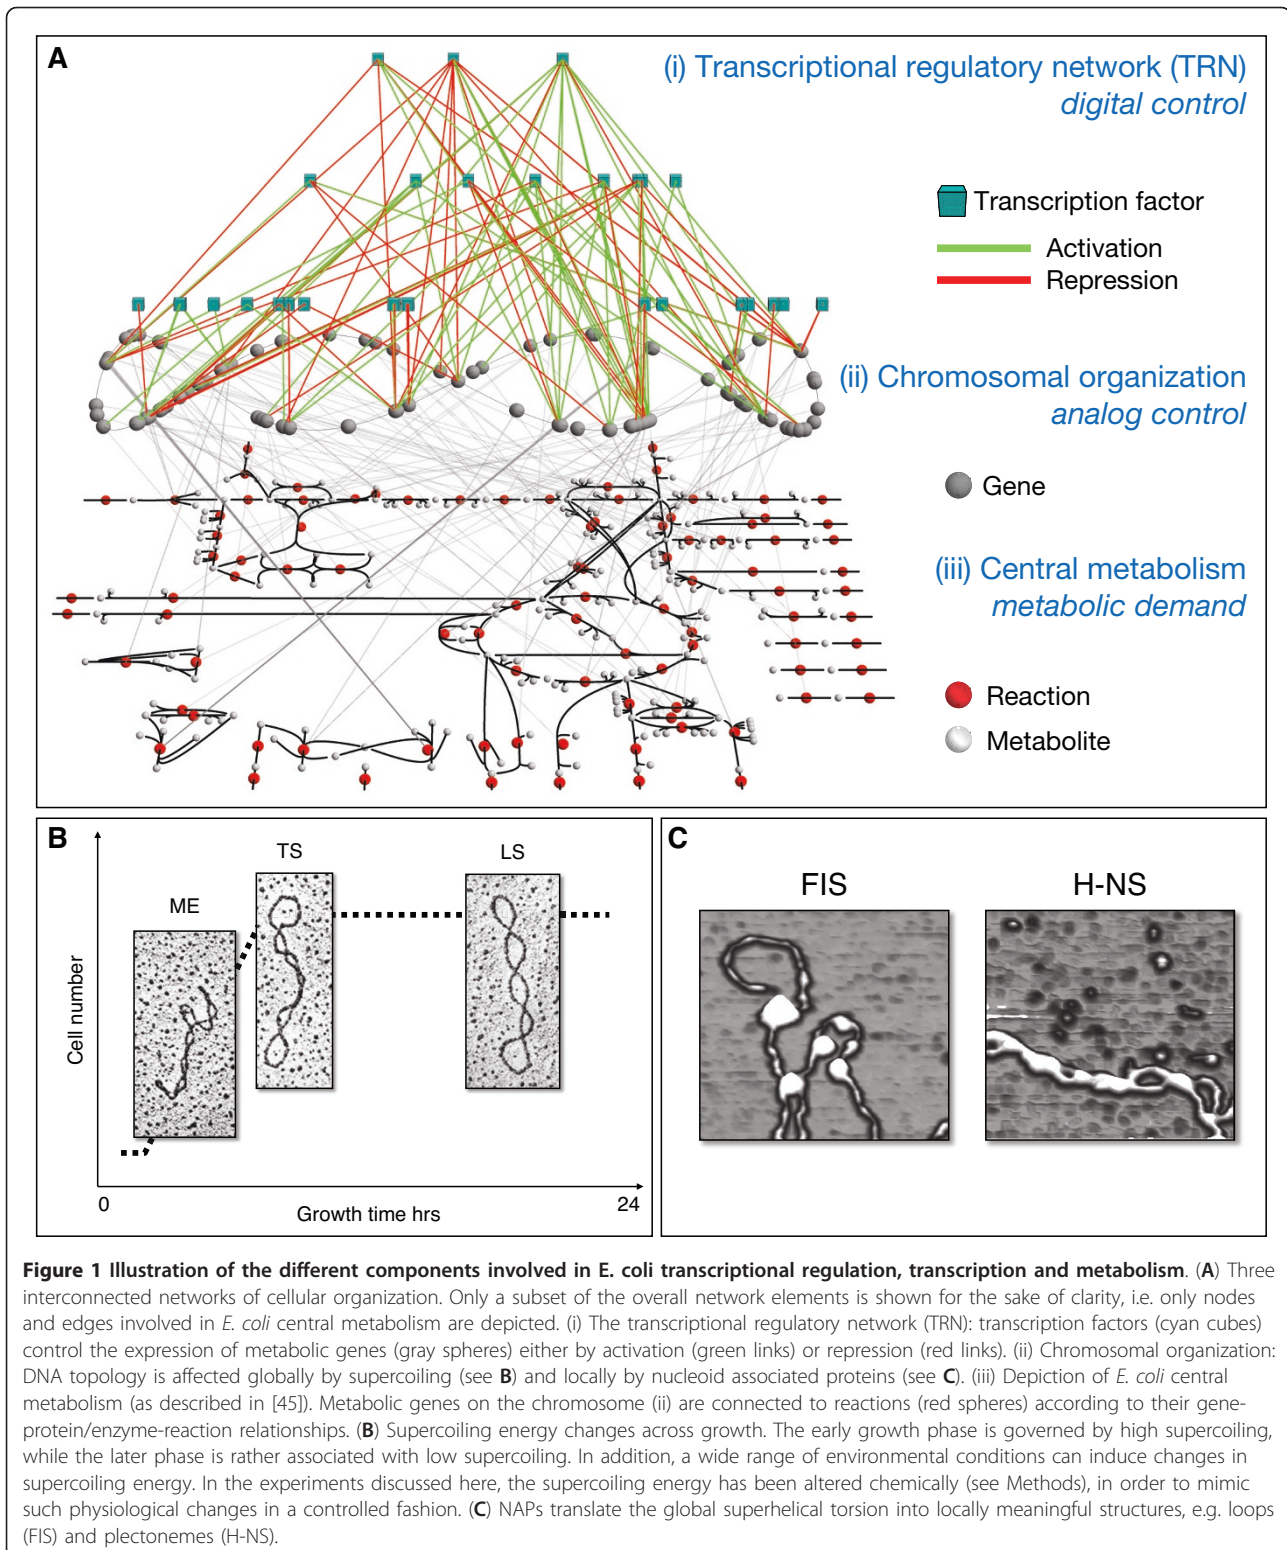 A
(i) Transcriptional regulatory network (TRN)
digital control
Transcription factor
Activation
Repression
(ii) Chromosomal organization
analog control
Gene
(iii) Central metabolism
metabolic demand
Reaction
Metabolite
B
ME
TS
LS
Cell number
0
Growth time hrs
24
C
FIS
H-NS
Figure 1 Illustration of the different components involved in E. coli transcriptional regulation, transcription and metabolism. (A) Three
interconnected networks of cellular organization. Only a subset of the overall network elements is shown for the sake of clarity, i.e. only nodes
and edges involved in E. coli central metabolism are depicted. (i) The transcriptional regulatory network (TRN): transcription factors (cyan cubes)
control the expression of metabolic genes (gray spheres) either by activation (green links) or repression (red links). (ii) Chromosomal organization:
DNA topology is affected globally by supercoiling (see B) and locally by nucleoid associated proteins (see C). (iii) Depiction of E. coli central
metabolism (as described in [45]). Metabolic genes on the chromosome (ii) are connected to reactions (red spheres) according to their gene-
protein/enzyme-reaction relationships. (B) Supercoiling energy changes across growth. The early growth phase is governed by high supercoiling,
while the later phase is rather associated with low supercoiling. In addition, a wide range of environmental conditions can induce changes in
supercoiling energy. In the experiments discussed here, the supercoiling energy has been altered chemically (see Methods), in order to mimic
such physiological changes in a controlled fashion. (C) NAPs translate the global superhelical torsion into locally meaningful structures, e.g. loops
(FIS) and plectonemes (H-NS).